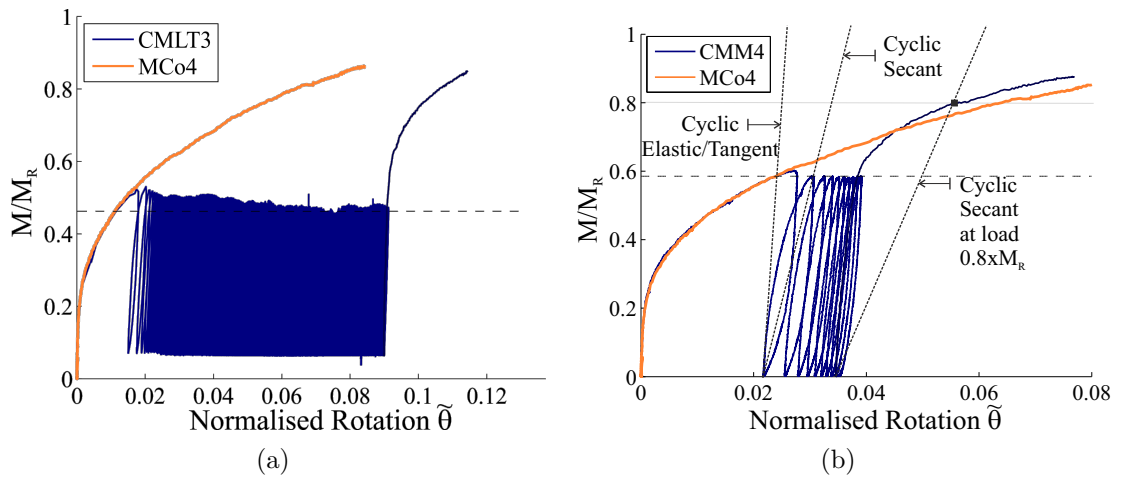 CMLT3
MCo4
M/M_R
1
0.8
0.6
0.4
0.2
0
0 0.02 0.04 0.06 0.08 0.1 0.12
Normalised Rotation θ̃
(a)
CMM4
MCo4
Cyclic
Secant
Cyclic
Elastic/Tangent
Cyclic
Secant
at load
0.8xM_R
M/M_R
1
0.8
0.6
0.4
0.2
0
0 0.02 0.04 0.06 0.08
Normalised Rotation θ̃
(b)